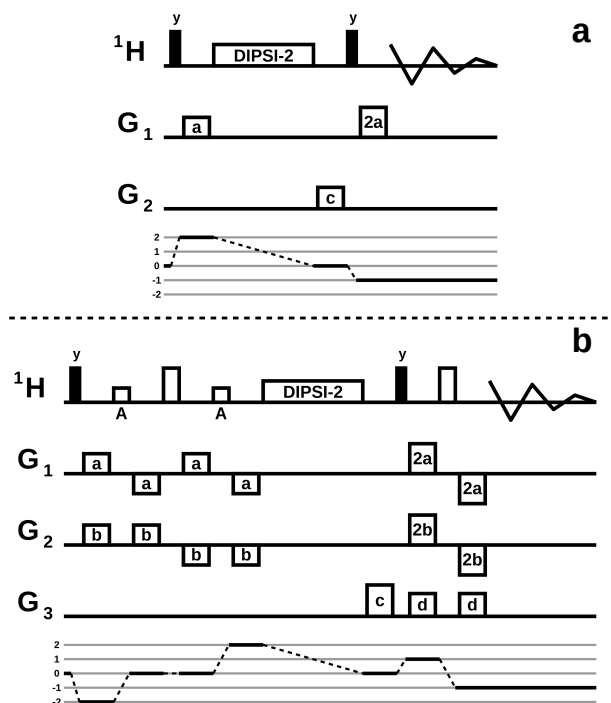 a
y y
¹H DIPSI-2
G₁ a 2a
G₂ c
2
1
0
-1
-2
b
y y
¹H DIPSI-2
A A
G₁ a a 2a
a a 2a
G₂ b b 2b
b b 2b
G₃ c d d
2
1
0
-1
-2